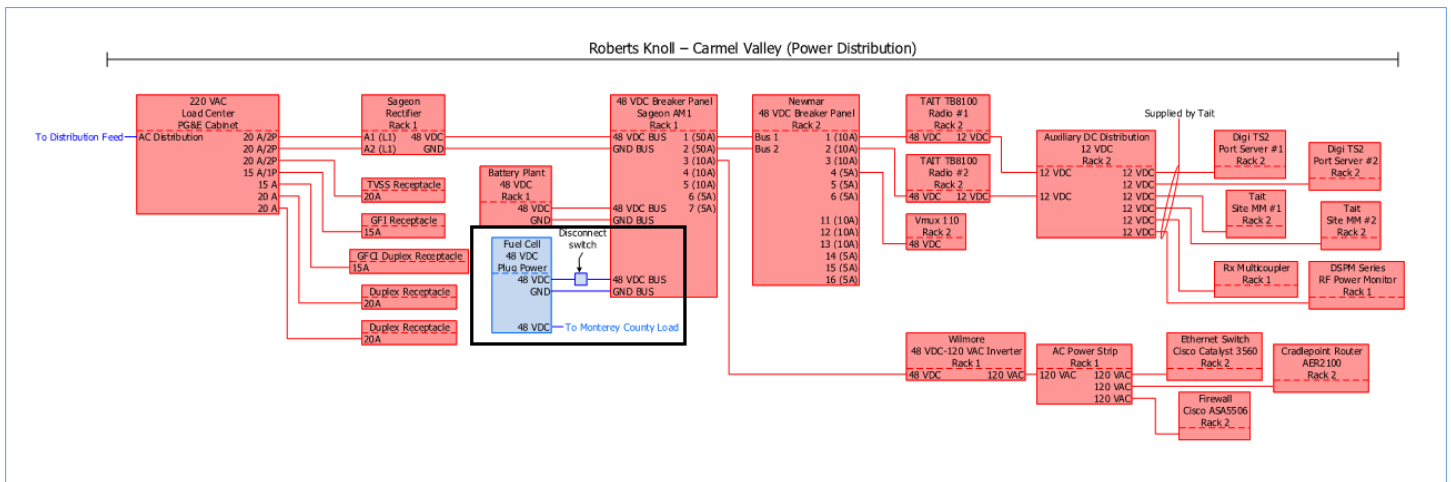 Roberts Knoll – Carmel Valley (Power Distribution)
To Distribution Feed
220 VAC
Load Center
PG&E Cabinet
AC Distribution
20 A/2P
20 A/2P
20 A/2P
15 A/1P
15 A
20 A
20 A
Sageon
Rectifier
Rack 1
A1 (L1) 48 VDC
A2 (L1) GND
TVSS Receptacle
20A
GFI Receptacle
15A
GFCI Duplex Receptacle
15A
Duplex Receptacle
20A
Duplex Receptacle
20A
Battery Plant
48 VDC
Rack 1
48 VDC
GND
Disconnect
switch
Fuel Cell
48 VDC
Plug Power
48 VDC
GND
48 VDC
To Monterey County Load
48 VDC Breaker Panel
Sageon AM1
Rack 1
48 VDC BUS 1 (50A)
GND BUS 2 (50A)
3 (10A)
4 (10A)
5 (10A)
6 (5A)
48 VDC BUS 7 (5A)
GND BUS
48 VDC BUS
GND BUS
Newmar
48 VDC Breaker Panel
Rack 2
Bus 1 1 (10A)
Bus 2 2 (10A)
3 (10A)
4 (5A)
5 (5A)
6 (5A)
11 (10A)
12 (10A)
13 (10A)
14 (5A)
15 (5A)
16 (5A)
TAIT TB8100
Radio #1
Rack 2
48 VDC 12 VDC
TAIT TB8100
Radio #2
Rack 2
48 VDC 12 VDC
Vmux 110
Rack 2
48 VDC
Auxiliary DC Distribution
12 VDC
Rack 2
12 VDC 12 VDC
12 VDC
12 VDC 12 VDC
12 VDC
12 VDC
12 VDC
Supplied by Tait
Digi TS2
Port Server #1
Rack 2
Digi TS2
Port Server #2
Rack 2
Tait
Site MM #1
Rack 2
Tait
Site MM #2
Rack 2
Rx Multicoupler
Rack 1
DSPM Series
RF Power Monitor
Rack 1
Wilmore
48 VDC-120 VAC Inverter
Rack 1
48 VDC 120 VAC
AC Power Strip
Rack 1
120 VAC 120 VAC
120 VAC
120 VAC
Ethernet Switch
Cisco Catalyst 3560
Rack 2
Cradlepoint Router
AER2100
Rack 2
Firewall
Cisco ASA5506
Rack 2